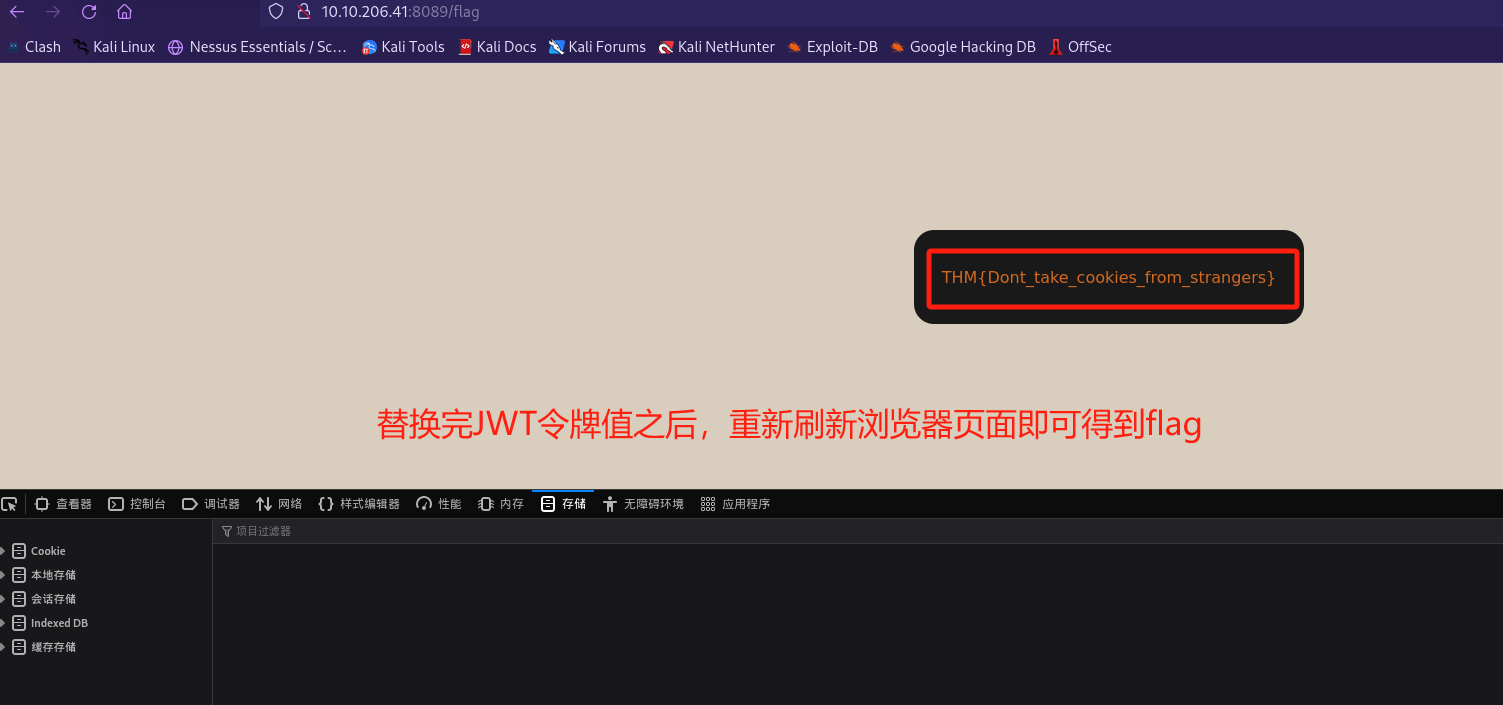 10.10.206.41:8089/flag
Clash Kali Linux Nessus Essentials / Sc… Kali Tools Kali Docs Kali Forums Kali NetHunter Exploit-DB Google Hacking DB OffSec
THM{Dont_take_cookies_from_strangers}
替换完JWT令牌值之后，重新刷新浏览器页面即可得到flag
查看器 控制台 调试器 网络 样式编辑器 性能 内存 存储 无障碍环境 应用程序
项目过滤器
Cookie
本地存储
会话存储
Indexed DB
缓存存储